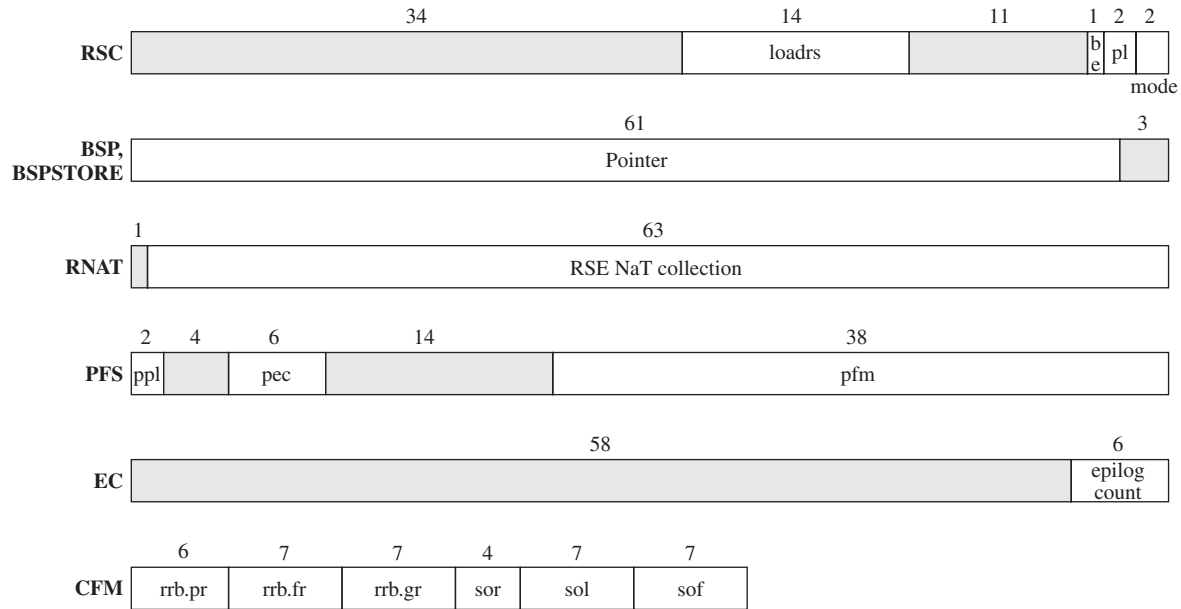 34 14 11 1 2 2
RSC loadrs be pl
mode
61 3
BSP,
BSPSTORE Pointer
1 63
RNAT RSE NaT collection
2 4 6 14 38
PFS ppl pec pfm
58 6
EC epilog
count
6 7 7 4 7 7
CFM rrb.pr rrb.fr rrb.gr sor sol sof